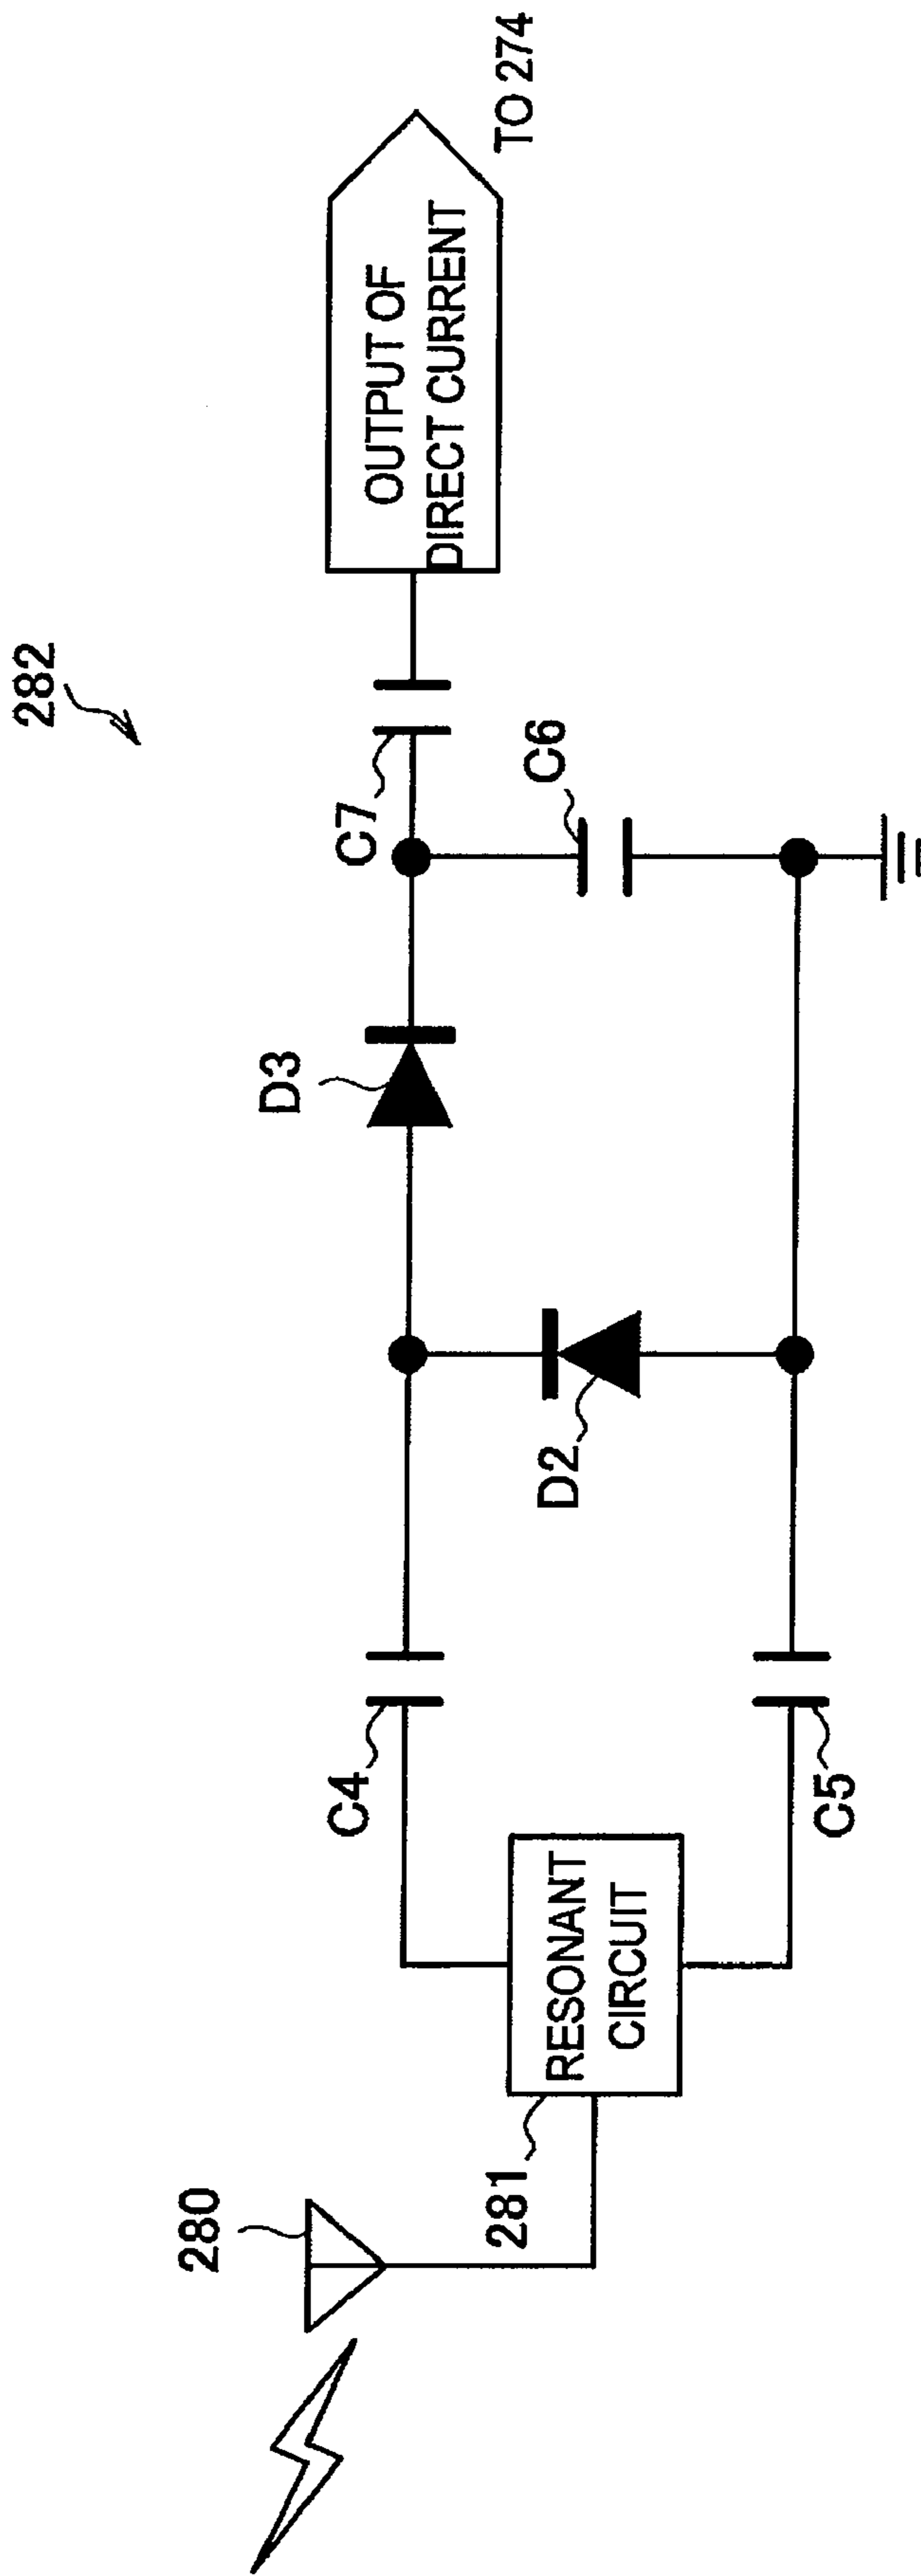 282
280
281
RESONANT
CIRCUIT
C4
C5
D2
D3
C7
C6
OUTPUT OF
DIRECT CURRENT
TO 274